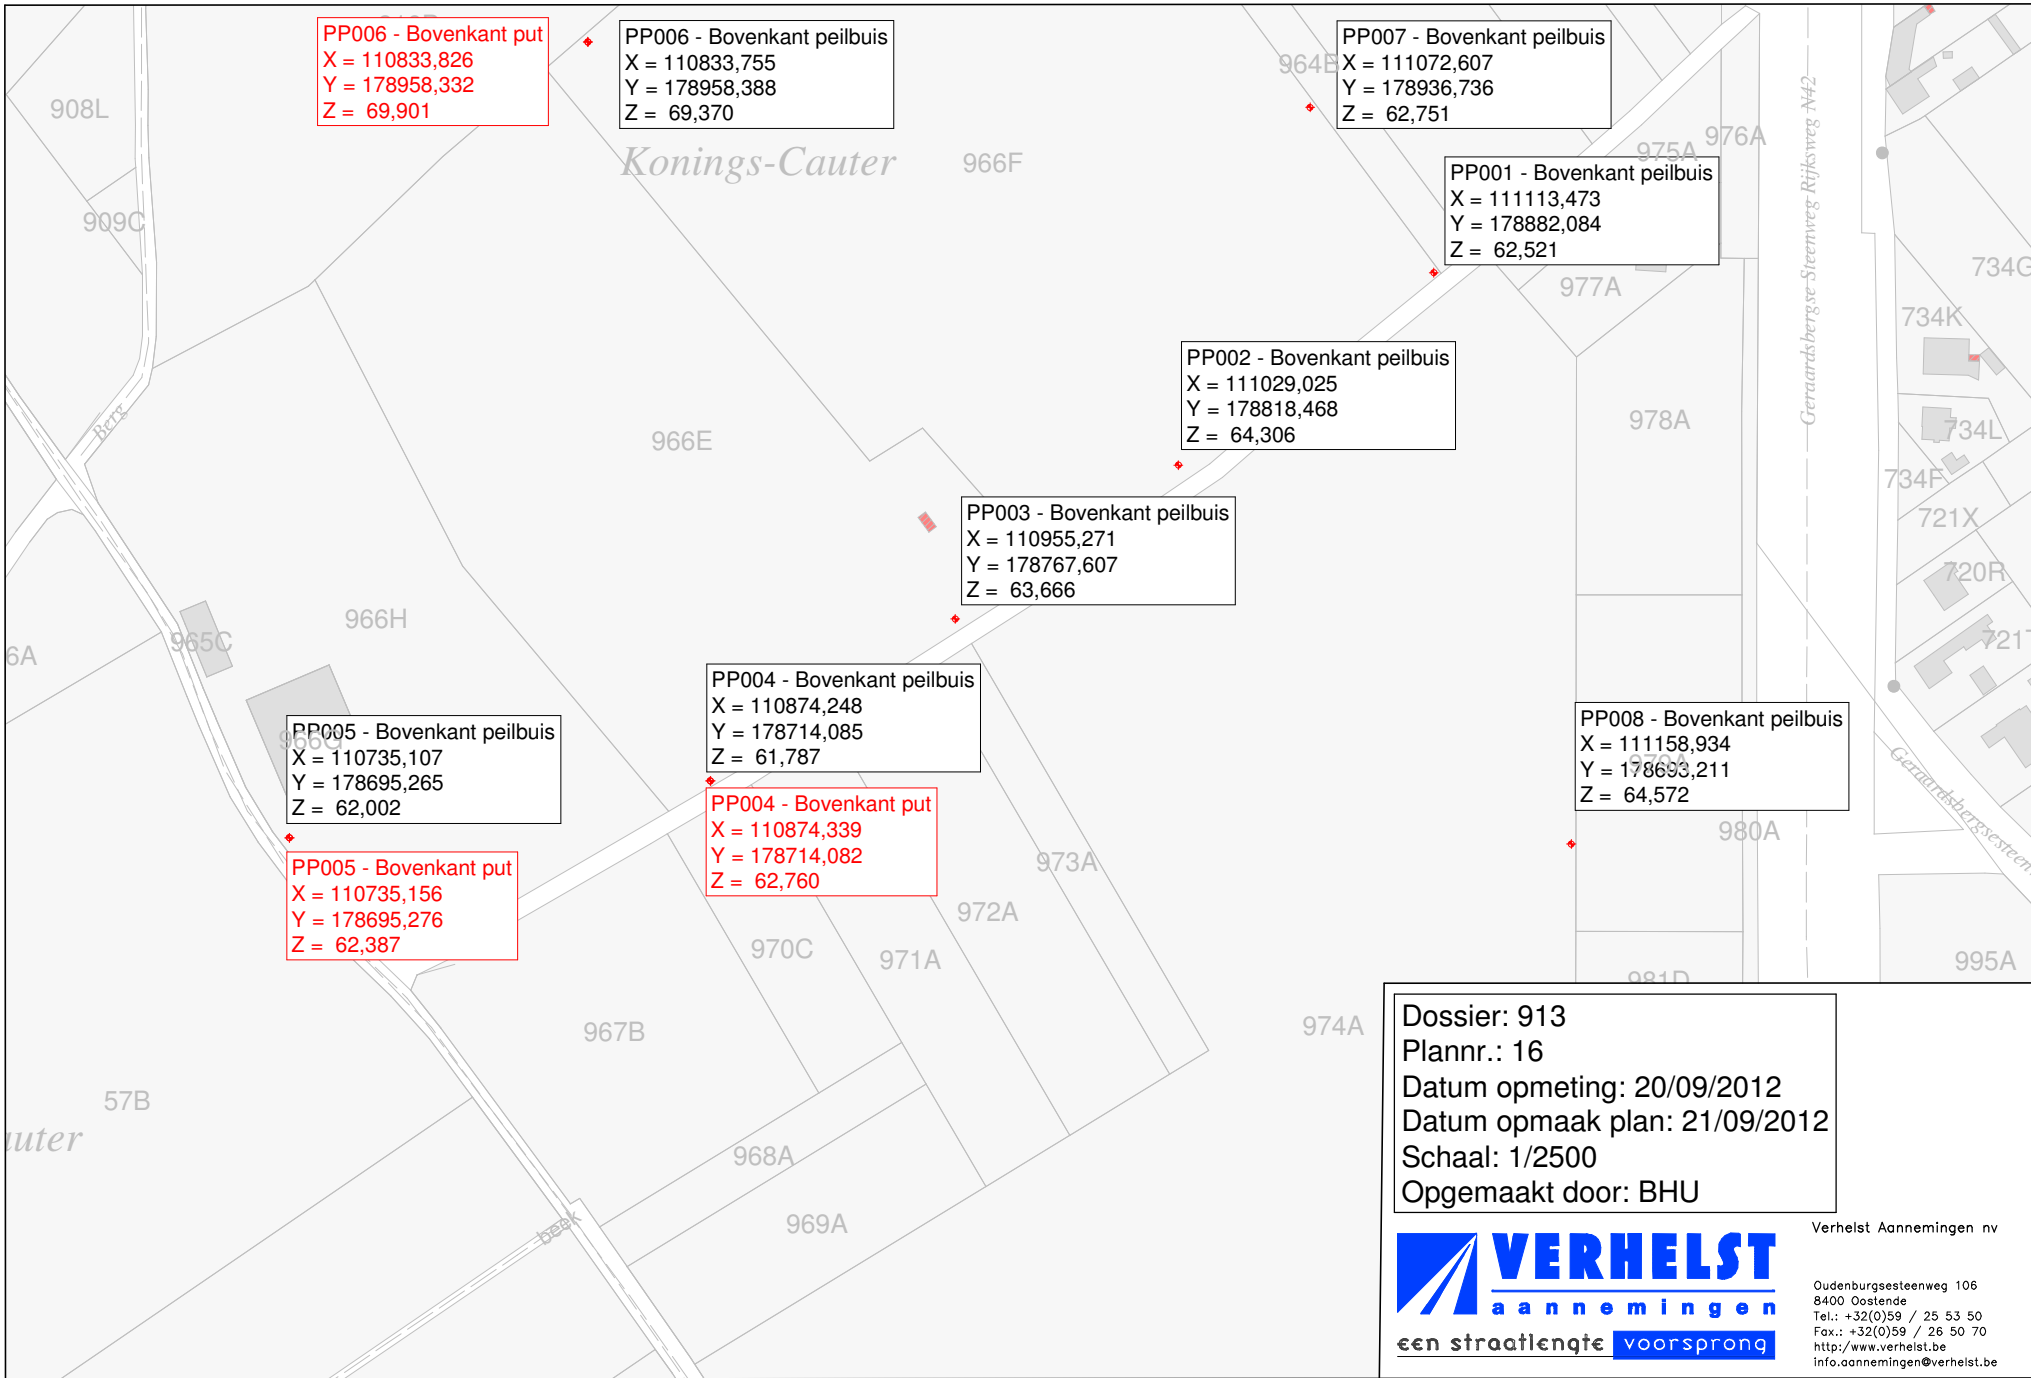 PP006 - Bovenkant put
X = 110833,826
Y = 178958,332
Z = 69,901
PP006 - Bovenkant peilbuis
X = 110833,755
Y = 178958,388
Z = 69,370
PP007 - Bovenkant peilbuis
X = 111072,607
Y = 178936,736
Z = 62,751
964B
908L
Konings-Cauter
966F
975A
976A
Geraardsbergse Steenweg Rijksweg N42
PP001 - Bovenkant peilbuis
X = 111113,473
Y = 178882,084
Z = 62,521
909C
977A
734G
734K
PP002 - Bovenkant peilbuis
X = 111029,025
Y = 178818,468
Z = 64,306
Berg
966E
978A
734L
734F
721X
PP003 - Bovenkant peilbuis
X = 110955,271
Y = 178767,607
Z = 63,666
720R
966H
965C
6A
721T
PP004 - Bovenkant peilbuis
X = 110874,248
Y = 178714,085
Z = 61,787
PP005 - Bovenkant peilbuis
966G
X = 110735,107
Y = 178695,265
Z = 62,002
PP008 - Bovenkant peilbuis
X = 111158,934
979A
Y = 178693,211
Z = 64,572
Geraardsbergsesteen
PP004 - Bovenkant put
X = 110874,339
Y = 178714,082
Z = 62,760
980A
PP005 - Bovenkant put
X = 110735,156
Y = 178695,276
Z = 62,387
973A
972A
970C
971A
981D
995A
967B
974A
57B
auter
968A
969A
beek
Dossier: 913
Plannr.: 16
Datum opmeting: 20/09/2012
Datum opmaak plan: 21/09/2012
Schaal: 1/2500
Opgemaakt door: BHU
VERHELST
aannemingen
een straatlengte voorsprong
Verhelst Aannemingen nv
Oudenburgsesteenweg 106
8400 Oostende
Tel.: +32(0)59 / 25 53 50
Fax.: +32(0)59 / 26 50 70
http:/www.verhelst.be
info.aannemingen@verhelst.be